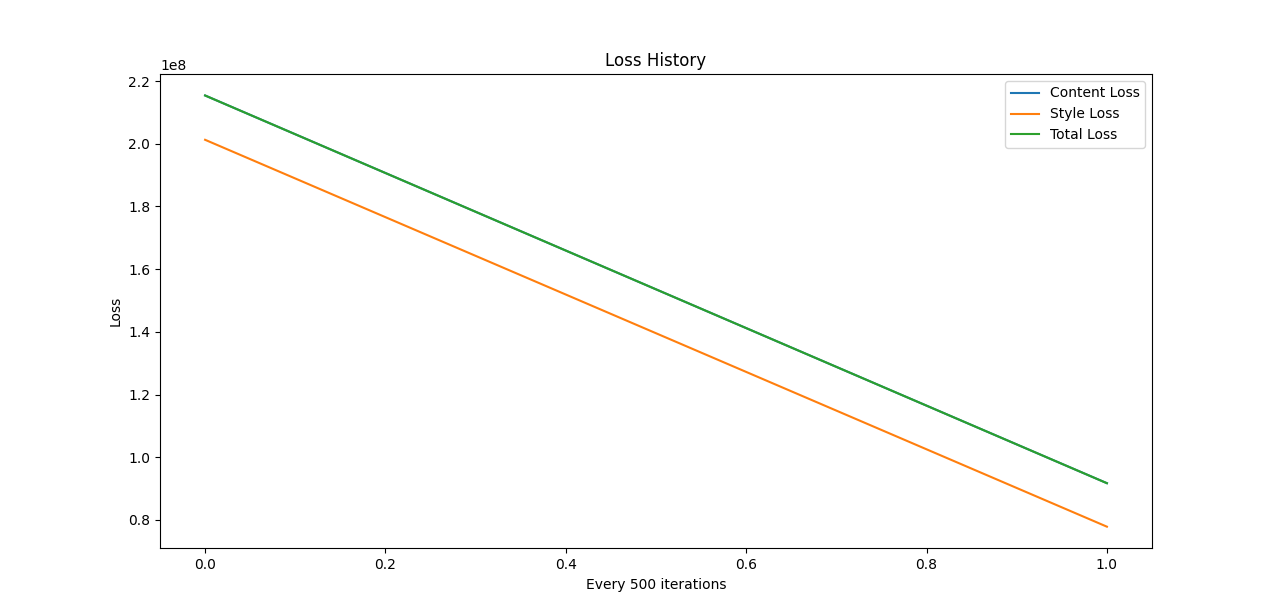 Loss History
1e8
2.2
2.0
1.8
1.6
1.4
1.2
1.0
0.8
Loss
Content Loss
Style Loss
Total Loss
0.0 0.2 0.4 0.6 0.8 1.0
Every 500 iterations